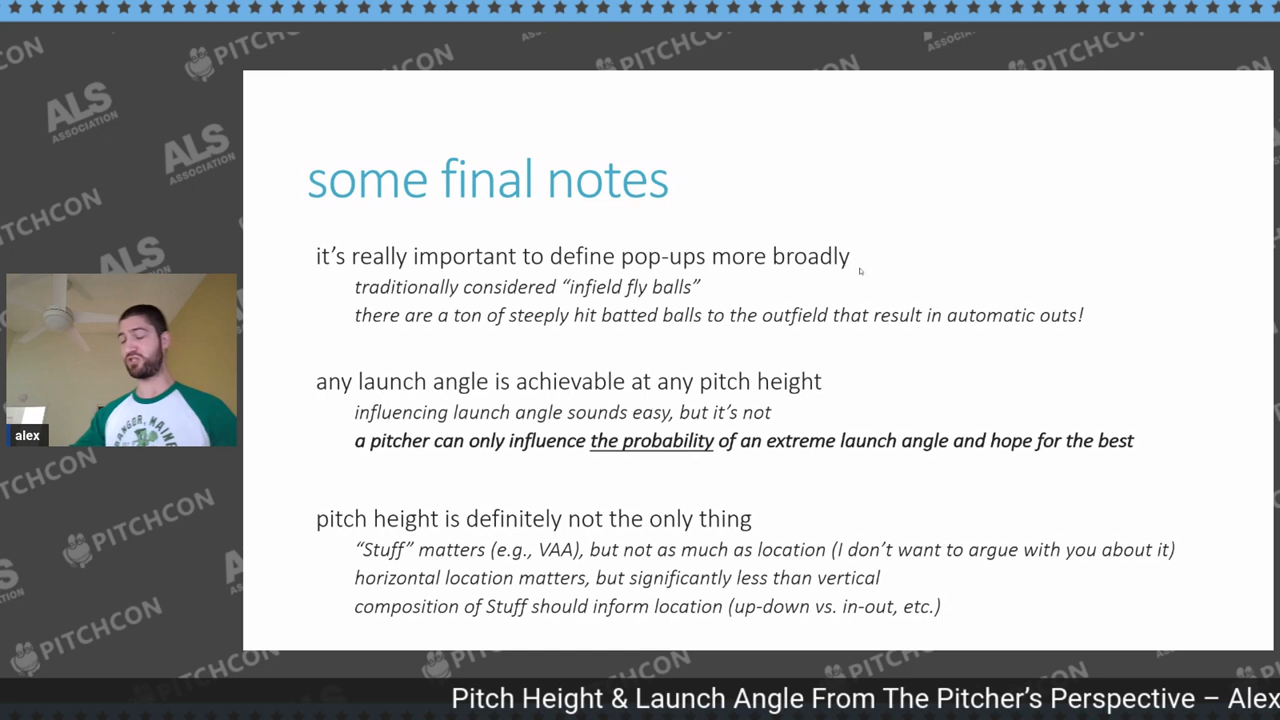 PITCHCON
ALS
ASSOCIATION
some final notes
it's really important to define pop-ups more broadly
traditionally considered “infield fly balls”
there are a ton of steeply hit batted balls to the outfield that result in automatic outs!
any launch angle is achievable at any pitch height
influencing launch angle sounds easy, but it's not
a pitcher can only influence the probability of an extreme launch angle and hope for the best
pitch height is definitely not the only thing
“Stuff” matters (e.g., VAA), but not as much as location (I don't want to argue with you about it)
horizontal location matters, but significantly less than vertical
composition of Stuff should inform location (up-down vs. in-out, etc.)
BANGOR, MAINE
alex
Pitch Height & Launch Angle From The Pitcher's Perspective – Alex